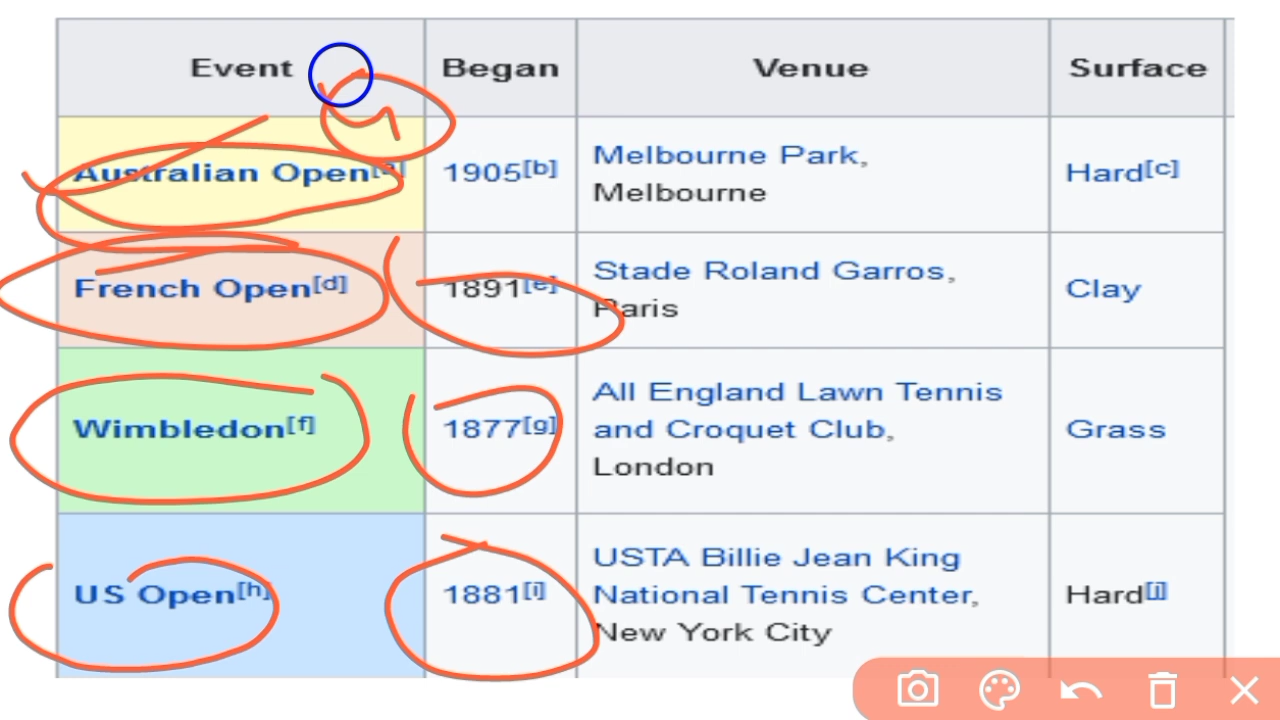 Event Began Venue Surface
Australian Open[a] 1905[b] Melbourne Park, Hard[c]
Melbourne
French Open[d] 1891[e] Stade Roland Garros, Clay
Paris
Wimbledon[f] 1877[g] All England Lawn Tennis Grass
and Croquet Club,
London
US Open[h] 1881[i] USTA Billie Jean King Hard[j]
National Tennis Center,
New York City